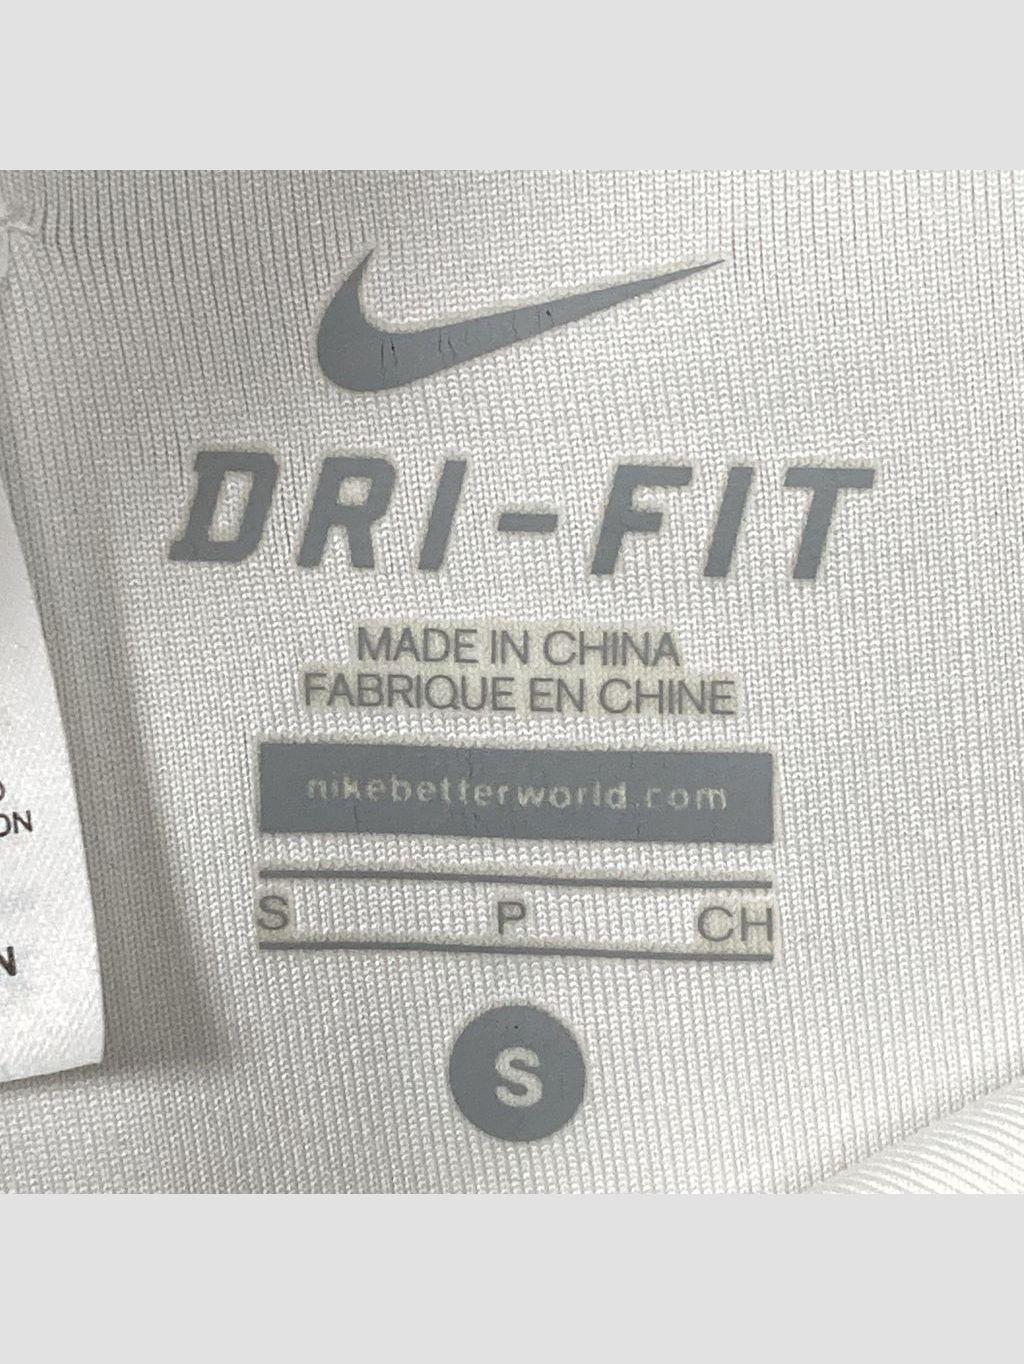 DRI-FIT
MADE IN CHINA
FABRIQUE EN CHINE
nikebetterworld.com
S P CH
S